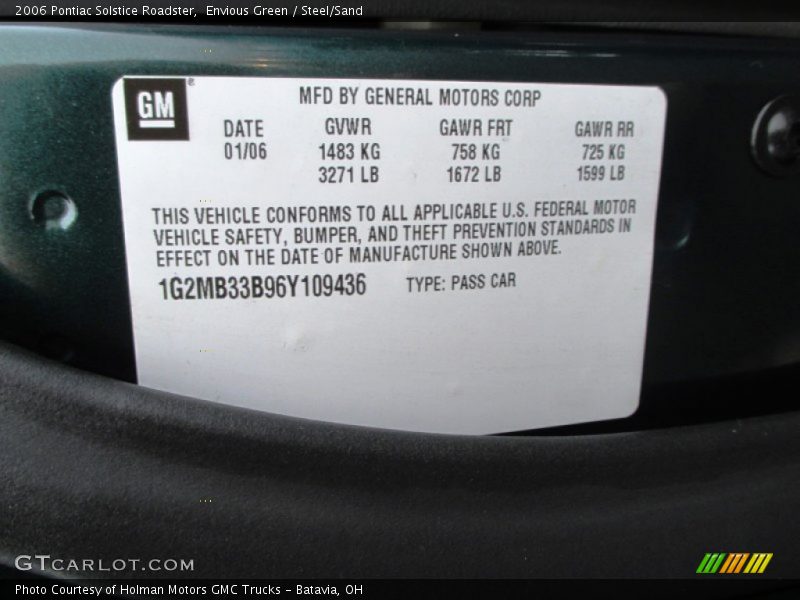 2006 Pontiac Solstice Roadster,  Envious Green / Steel/Sand
GM®
MFD BY GENERAL MOTORS CORP
DATE GVWR GAWR FRT GAWR RR
01/06 1483 KG 758 KG 725 KG
3271 LB 1672 LB 1599 LB
THIS VEHICLE CONFORMS TO ALL APPLICABLE U.S. FEDERAL MOTOR
VEHICLE SAFETY, BUMPER, AND THEFT PREVENTION STANDARDS IN
EFFECT ON THE DATE OF MANUFACTURE SHOWN ABOVE.
1G2MB33B96Y109436 TYPE: PASS CAR
GTCARLOT.COM
Photo Courtesy of Holman Motors GMC Trucks - Batavia, OH